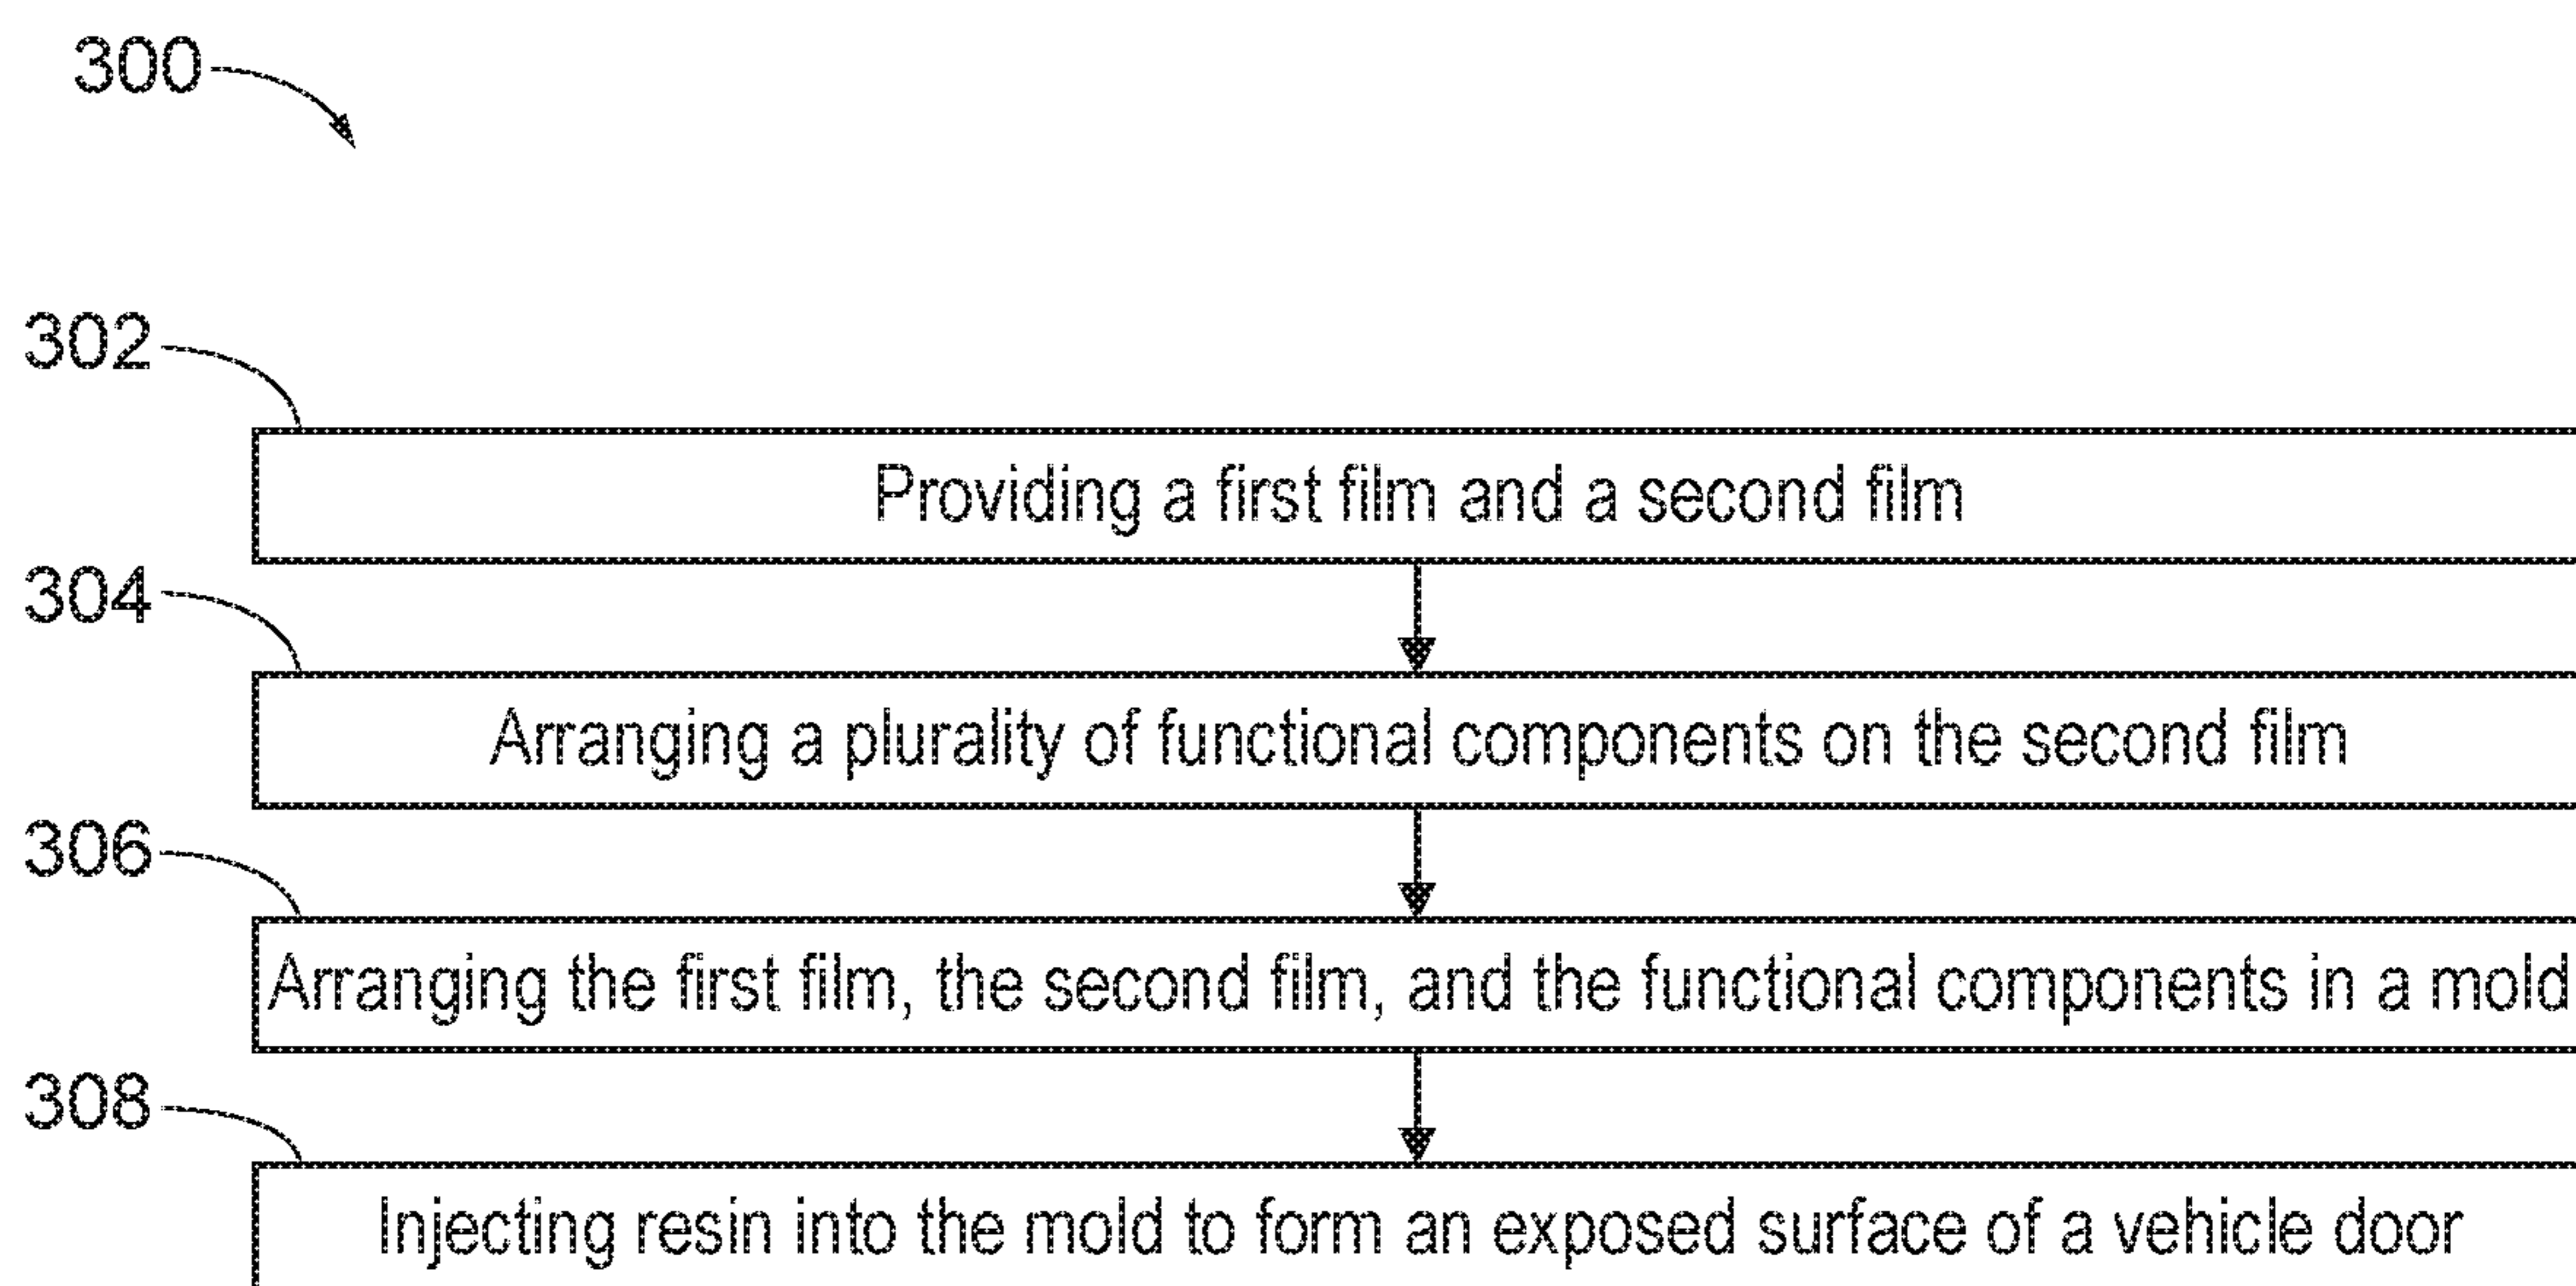 300
302
Providing a first film and a second film
304
Arranging a plurality of functional components on the second film
306
Arranging the first film, the second film, and the functional components in a mold
308
Injecting resin into the mold to form an exposed surface of a vehicle door